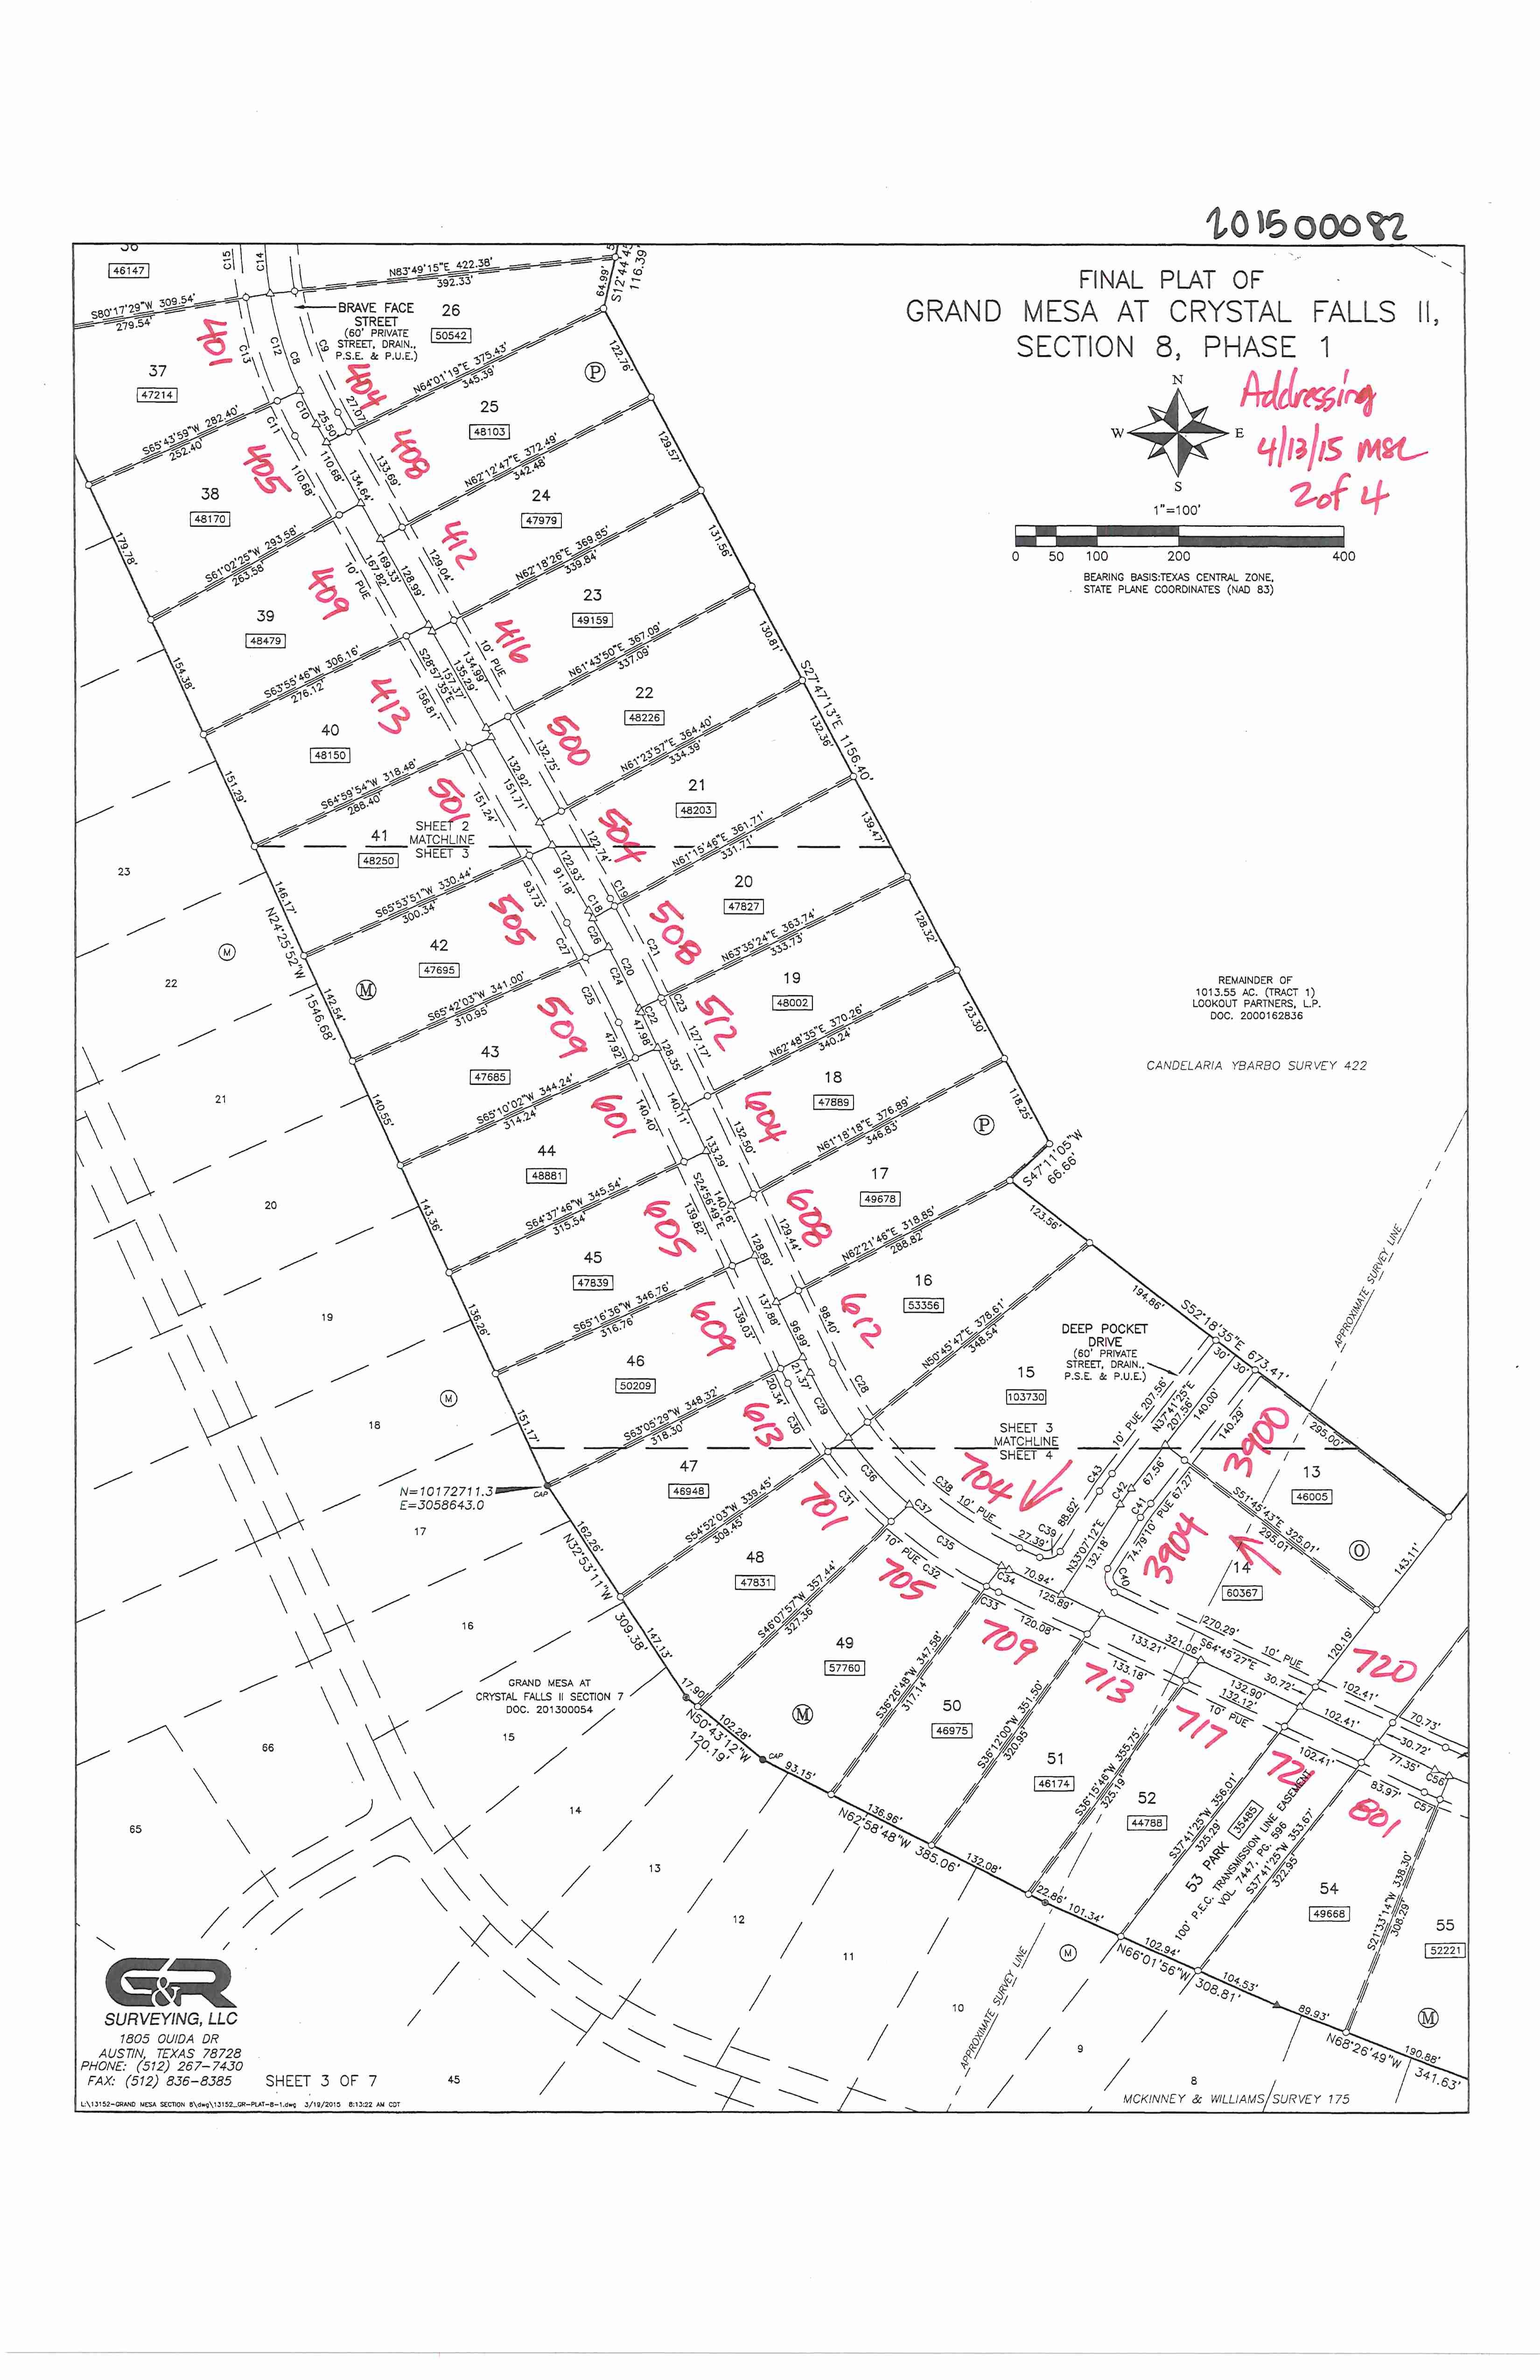 201500082
FINAL PLAT OF
GRAND MESA AT CRYSTAL FALLS II,
SECTION 8, PHASE 1
N
W E
S
Addressing
4/13/15 MSL
2 of 4
1"=100'
0 50 100 200 400
BEARING BASIS:TEXAS CENTRAL ZONE,
STATE PLANE COORDINATES (NAD 83)
36
46147
C15
C14
N83°49'15"E 422.38'
392.33'
64.99'
S12°44'45
116.39'
S80°17'29"W 309.54'
279.54'
BRAVE FACE
STREET
(60' PRIVATE
STREET, DRAIN.,
P.S.E. & P.U.E.)
26
50542
401
C13
C12
C8
C9
404
27.07'
N64°01'19"E 375.43'
345.39'
122.76'
P
37
47214
S65°43'59"W 282.40'
252.40'
C10
C11
25.50'
25
48103
405
110.68'
110.68'
134.64'
133.69'
408
N62°12'47"E 372.49'
342.48'
129.57'
38
48170
179.78'
S61°02'25"W 293.58'
263.58'
24
47979
412
129.04'
128.99'
169.33'
167.82'
10' PUE
N62°18'26"E 369.85'
339.84'
131.56'
409
39
48479
154.38'
S63°55'46"W 306.16'
276.12'
23
49159
416
10' PUE
134.99'
135.29'
157.37'
S28°57'35"E
156.81'
N61°43'50"E 367.09'
337.09'
130.81'
S27°47'13"E 1156.40'
413
40
48150
151.29'
S64°59'54"W 318.48'
288.40'
22
48226
500
132.75'
132.92'
151.71'
151.24'
N61°23'57"E 364.40'
334.39'
132.36'
501
41
48250
SHEET 2
MATCHLINE
SHEET 3
21
48203
504
122.74'
122.93'
91.18'
93.73'
N61°15'46"E 361.71'
331.71'
139.47'
23
146.17'
N24°25'52"W 1546.68'
S65°53'51"W 330.44'
300.34'
505
C18
C19
C26
C27
20
47827
508
C21
C20
C24
C25
N63°35'24"E 363.74'
333.73'
128.32'
M
22
M
142.54'
42
47695
S65°42'03"W 341.00'
310.95'
509
19
48002
512
C23
C22
47.98'
47.92'
127.17'
128.35'
N62°48'35"E 370.26'
340.24'
123.30'
REMAINDER OF
1013.55 AC. (TRACT 1)
LOOKOUT PARTNERS, L.P.
DOC. 2000162836
CANDELARIA YBARBO SURVEY 422
43
47685
140.55'
S65°10'02"W 344.24'
314.24'
601
140.40'
140.11'
18
47889
604
132.50'
133.29'
N61°18'18"E 376.89'
346.83'
118.25'
P
S47°11'05"W
66.66'
21
20
44
48881
143.36'
S64°37'46"W 345.54'
315.54'
605
S24°56'49"E
139.82'
140.16'
17
49678
608
129.44'
128.89'
N62°21'46"E 318.85'
288.82'
123.56'
19
45
47839
136.26'
S65°16'36"W 346.76'
316.76'
609
139.03'
137.88'
96.99'
98.40'
16
53356
612
N50°45'47"E 378.61'
348.54'
194.86'
S52°18'35"E 673.41'
APPROXIMATE SURVEY LINE
DEEP POCKET
DRIVE
(60' PRIVATE
STREET, DRAIN.,
P.S.E. & P.U.E.)
30' 30'
M
18
46
50209
151.17'
S63°05'29"W 348.32'
318.30'
613
20.34'
21.37'
C28
C29
C30
15
103730
SHEET 3
MATCHLINE
SHEET 4
10' PUE 207.56'
N37°41'25"E
207.56'
140.00'
140.29'
3900
295.00'
13
46005
N=10172711.3
E=3058643.0
CAP
17
47
46948
162.26'
N32°53'11"W
309.38'
S54°52'03"W 339.45'
309.45'
701
C31
C36
C37
C38
10' PUE
704
C43
C42
67.56'
C41
88.62'
C39
27.39'
N33°07'12"E
132.18'
74.79'
10' PUE 67.27'
3904
S51°45'43"E 325.01'
295.01'
14
60367
O
143.11'
48
47831
S46°07'57"W 357.44'
327.36'
705
10' PUE
C32
C35
C34
C33
70.94'
125.89'
C40
16
147.13'
49
57760
S36°26'48"W 347.58'
317.14'
709
120.08'
133.21'
321.06'
270.29'
S64°45'27"E
10' PUE
120.19'
720
GRAND MESA AT
CRYSTAL FALLS II SECTION 7
DOC. 201300054
17.90'
N50°43'12"W
120.19'
102.28'
CAP
M
50
46975
S36°12'00"W 351.50'
320.95'
713
133.18'
132.90'
132.12'
30.72'
102.41'
102.41'
70.73'
10' PUE
717
15
66
93.15'
136.96'
N62°58'48"W 385.06'
51
46174
S36°15'46"W 355.75'
325.19'
721
102.41'
30.72'
77.35'
83.97'
C56
C57
801
65
14
132.08'
52
44788
S37°41'25"W 356.01'
325.29'
53 PARK 35485
100' P.E.C. TRANSMISSION LINE EASEMENT
VOL. 7447, PG. 596
S37°41'25"W 353.67'
322.95'
54
49668
S21°33'14"W 338.30'
308.29'
55
52221
13
12
11
22.86'
101.34'
M
102.94'
N66°01'56"W 308.81'
104.53'
89.93'
M
N68°26'49"W
341.63'
190.88'
APPROXIMATE SURVEY LINE
10
9
8
G&R
SURVEYING, LLC
1805 OUIDA DR
AUSTIN, TEXAS 78728
PHONE: (512) 267-7430
FAX: (512) 836-8385
SHEET 3 OF 7
45
MCKINNEY & WILLIAMS SURVEY 175
L:\13152-GRAND MESA SECTION 8\dwg\13152_GR-PLAT-8-1.dwg 3/19/2015 8:13:22 AM CDT